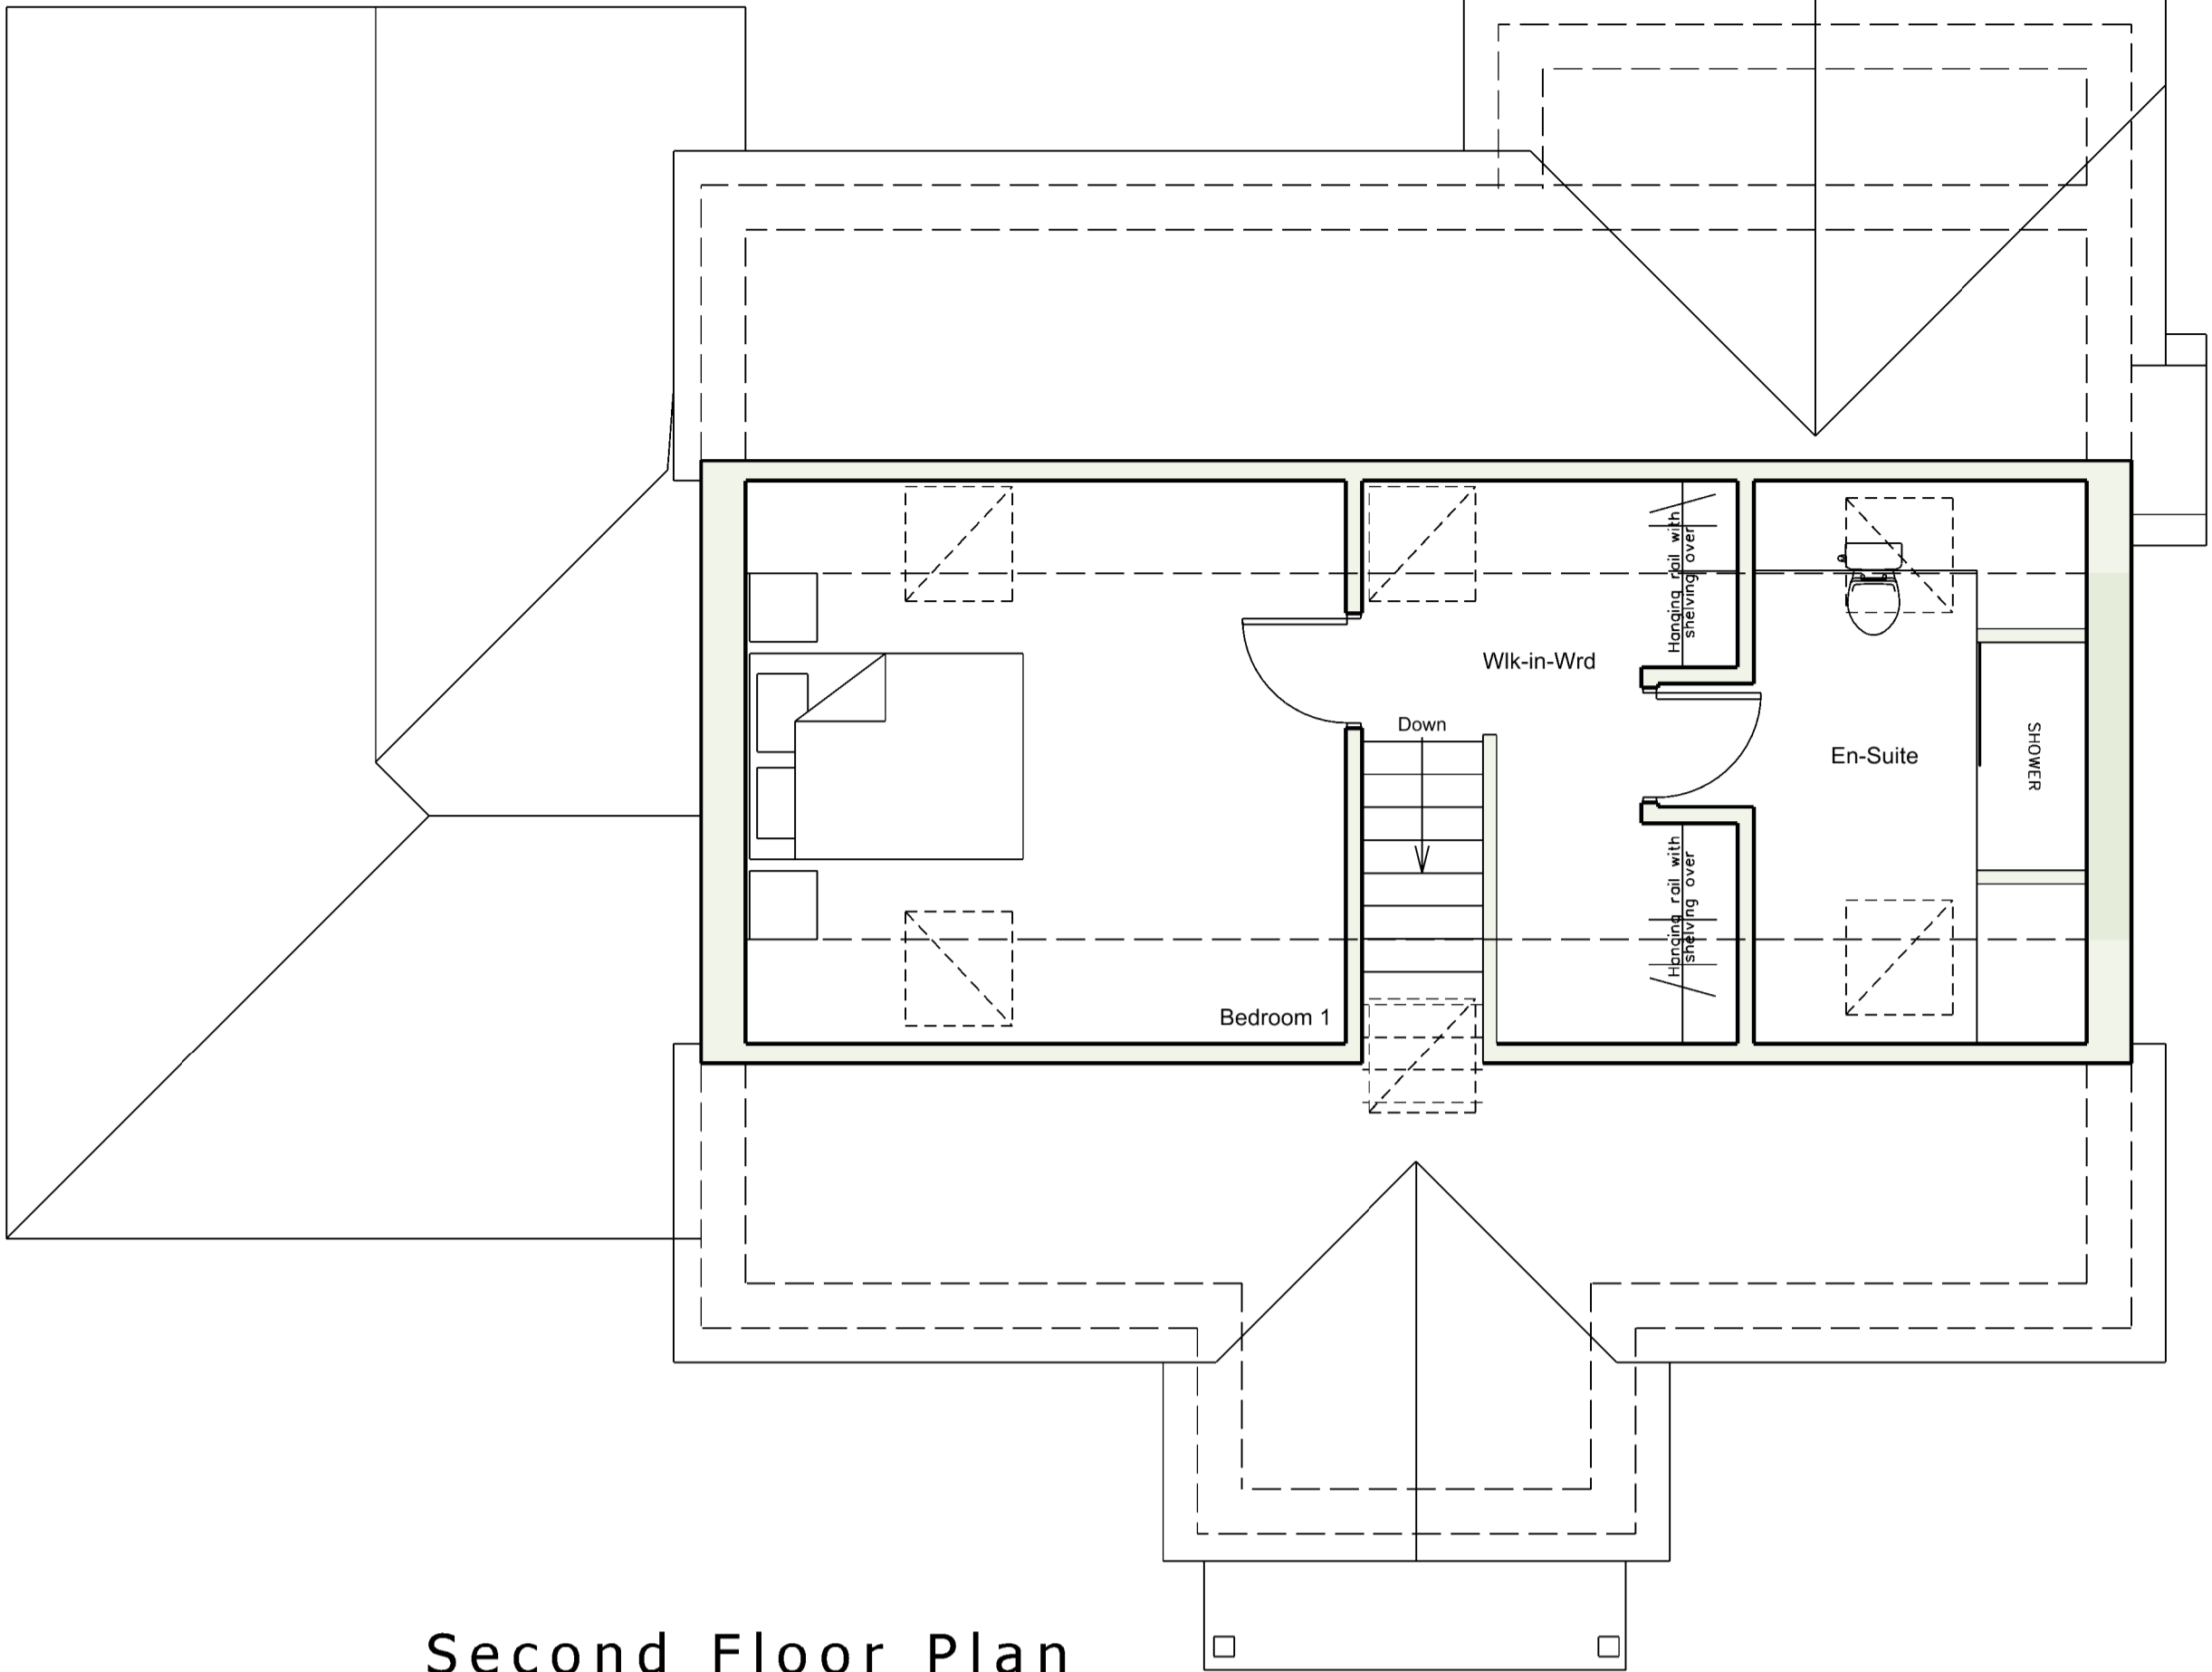 Hanging rail with
shelving over
Wlk-in-Wrd
Down
En-Suite
SHOWER
Hanging rail with
shelving over
Bedroom 1
Second Floor Plan